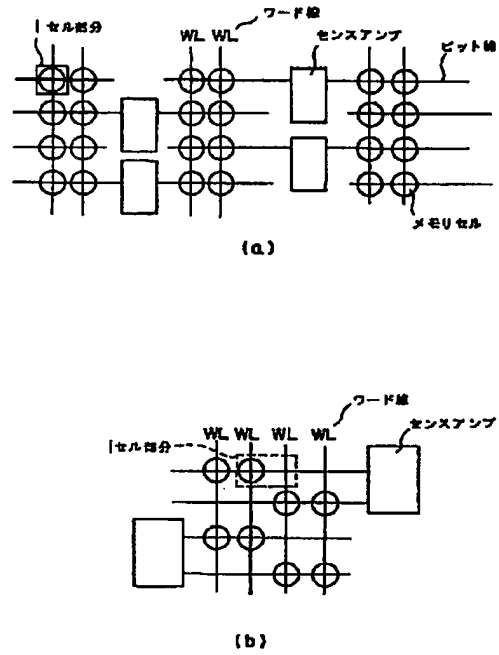 1セル部分
WL WL
ワード線
センスアンプ
ビット線
メモリセル
(a)
ワード線
センスアンプ
WL WL WL WL
1セル部分
(b)